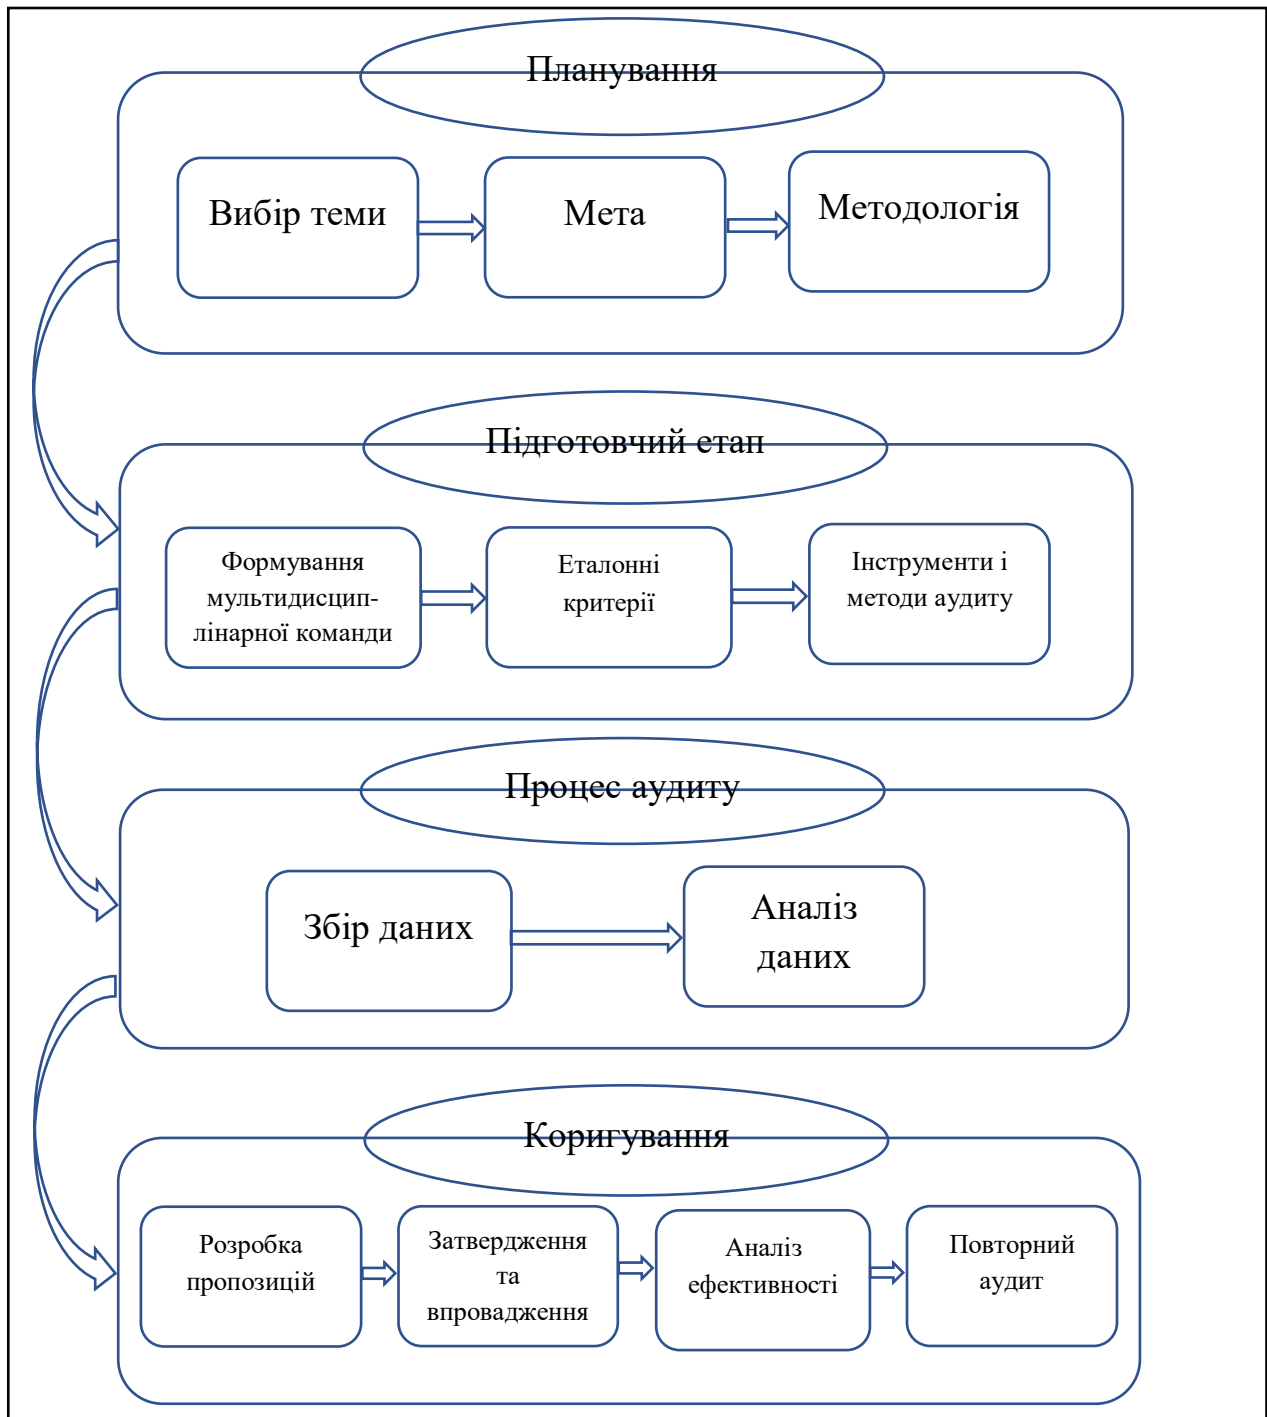 Планування
Вибір теми
Мета
Методологія
Підготовчий етап
Формування
мультидисцип-
лінарної команди
Еталонні
критерії
Інструменти і
методи аудиту
Процес аудиту
Збір даних
Аналіз
даних
Коригування
Розробка
пропозицій
Затвердження
та
впровадження
Аналіз
ефективності
Повторний
аудит